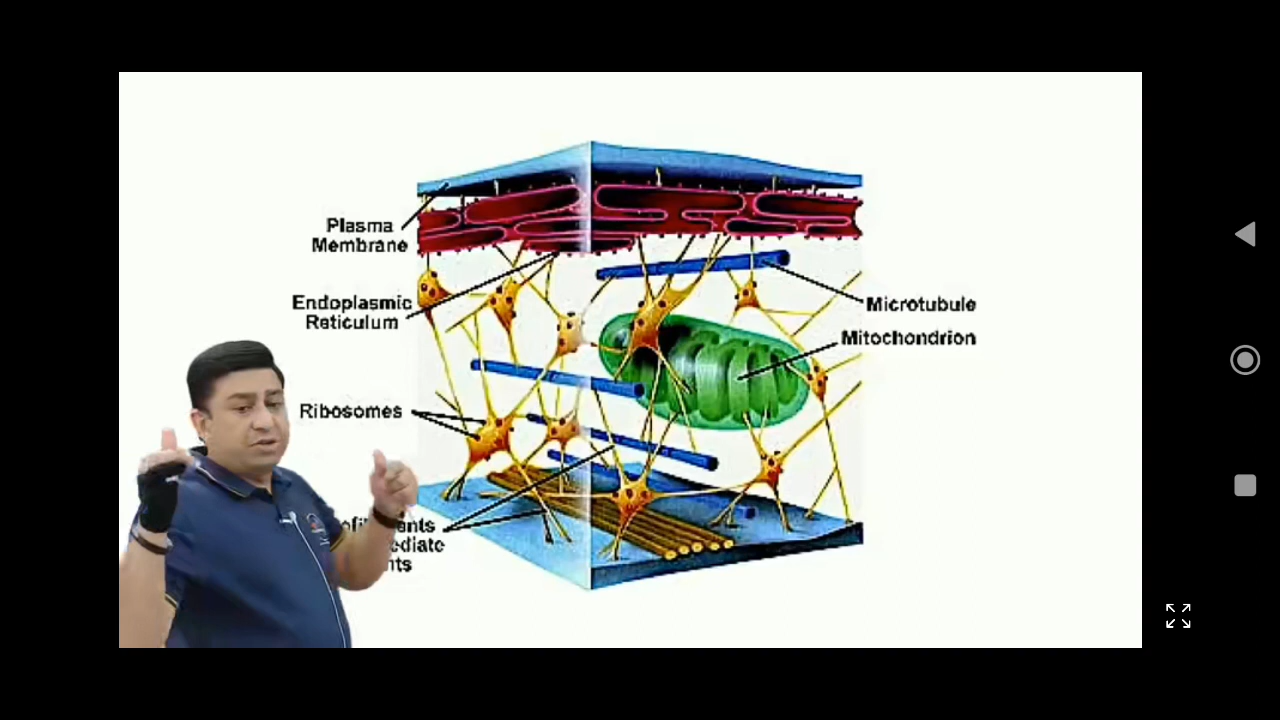 Plasma
Membrane
Endoplasmic
Reticulum
Microtubule
Mitochondrion
Ribosomes